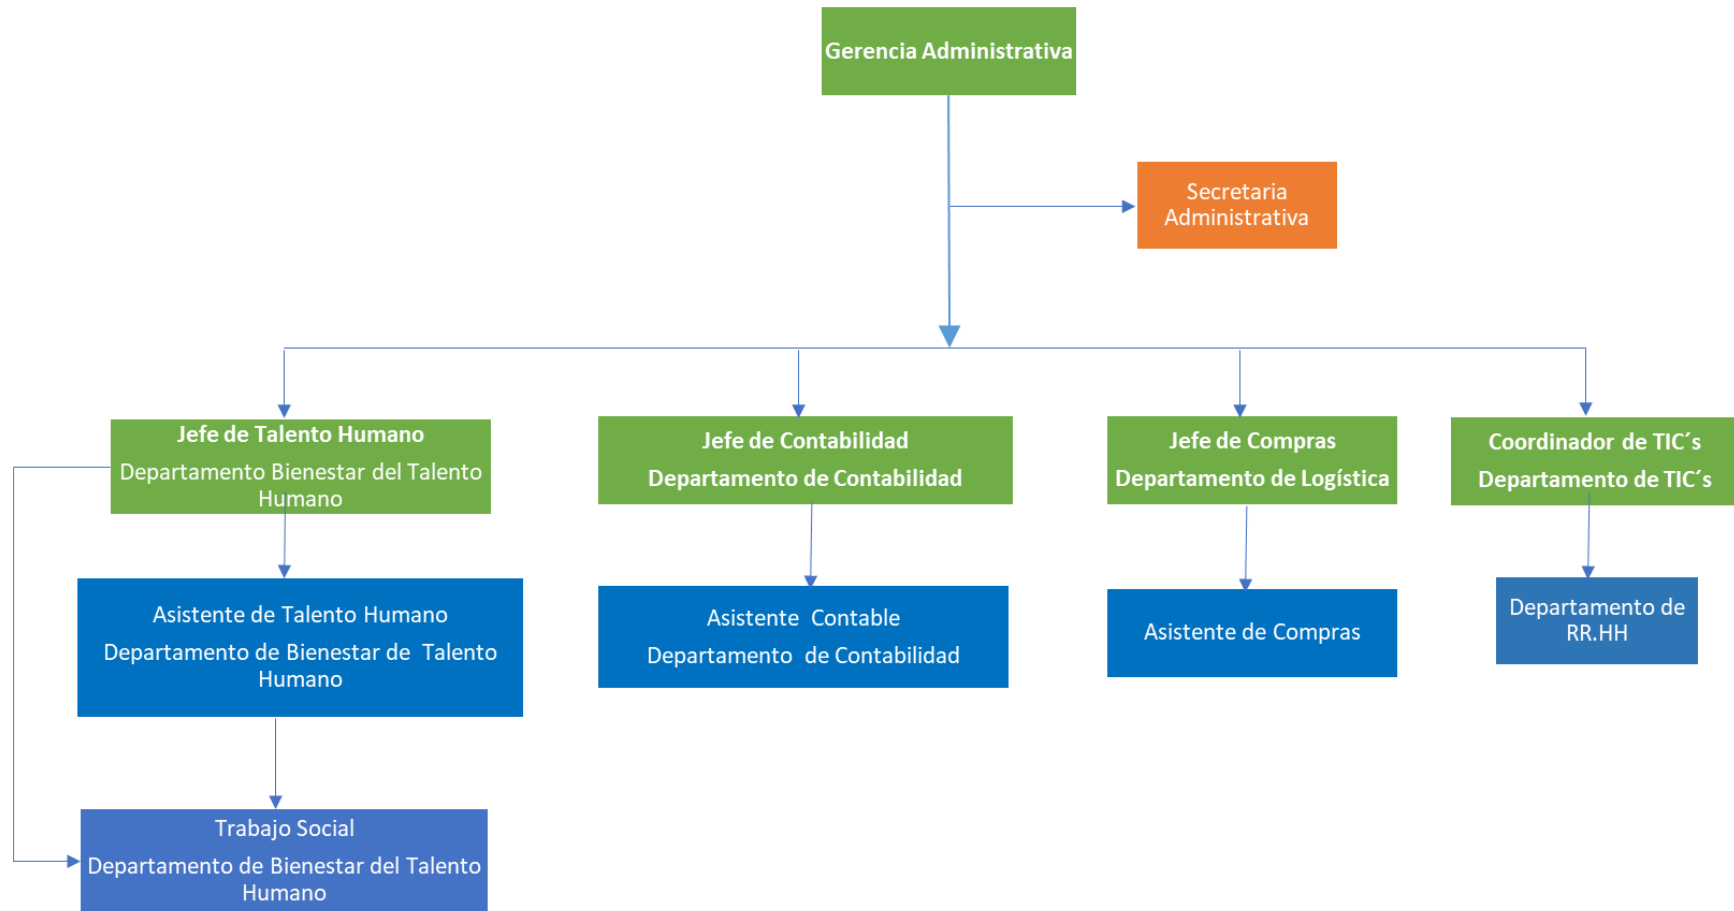 Gerencia Administrativa
Secretaria
Administrativa
Jefe de Talento Humano
Departamento Bienestar del Talento
Humano
Jefe de Contabilidad
Departamento de Contabilidad
Jefe de Compras
Departamento de Logística
Coordinador de TIC´s
Departamento de TIC´s
Asistente de Talento Humano
Departamento de Bienestar de Talento
Humano
Asistente Contable
Departamento de Contabilidad
Asistente de Compras
Departamento de
RR.HH
Trabajo Social
Departamento de Bienestar del Talento
Humano